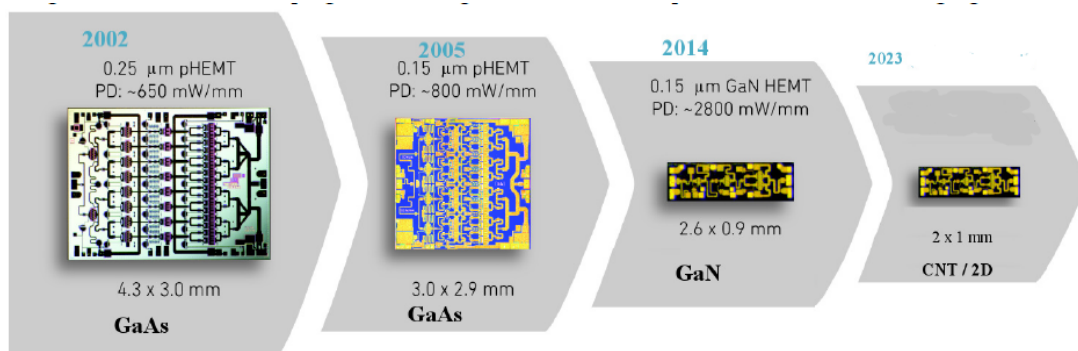 2002
0.25 μm pHEMT
PD: ~650 mW/mm
4.3 x 3.0 mm
GaAs
2005
0.15 μm pHEMT
PD: ~800 mW/mm
3.0 x 2.9 mm
GaAs
2014
0.15 μm GaN HEMT
PD: ~2800 mW/mm
2.6 x 0.9 mm
GaN
2023
2 x 1 mm
CNT / 2D